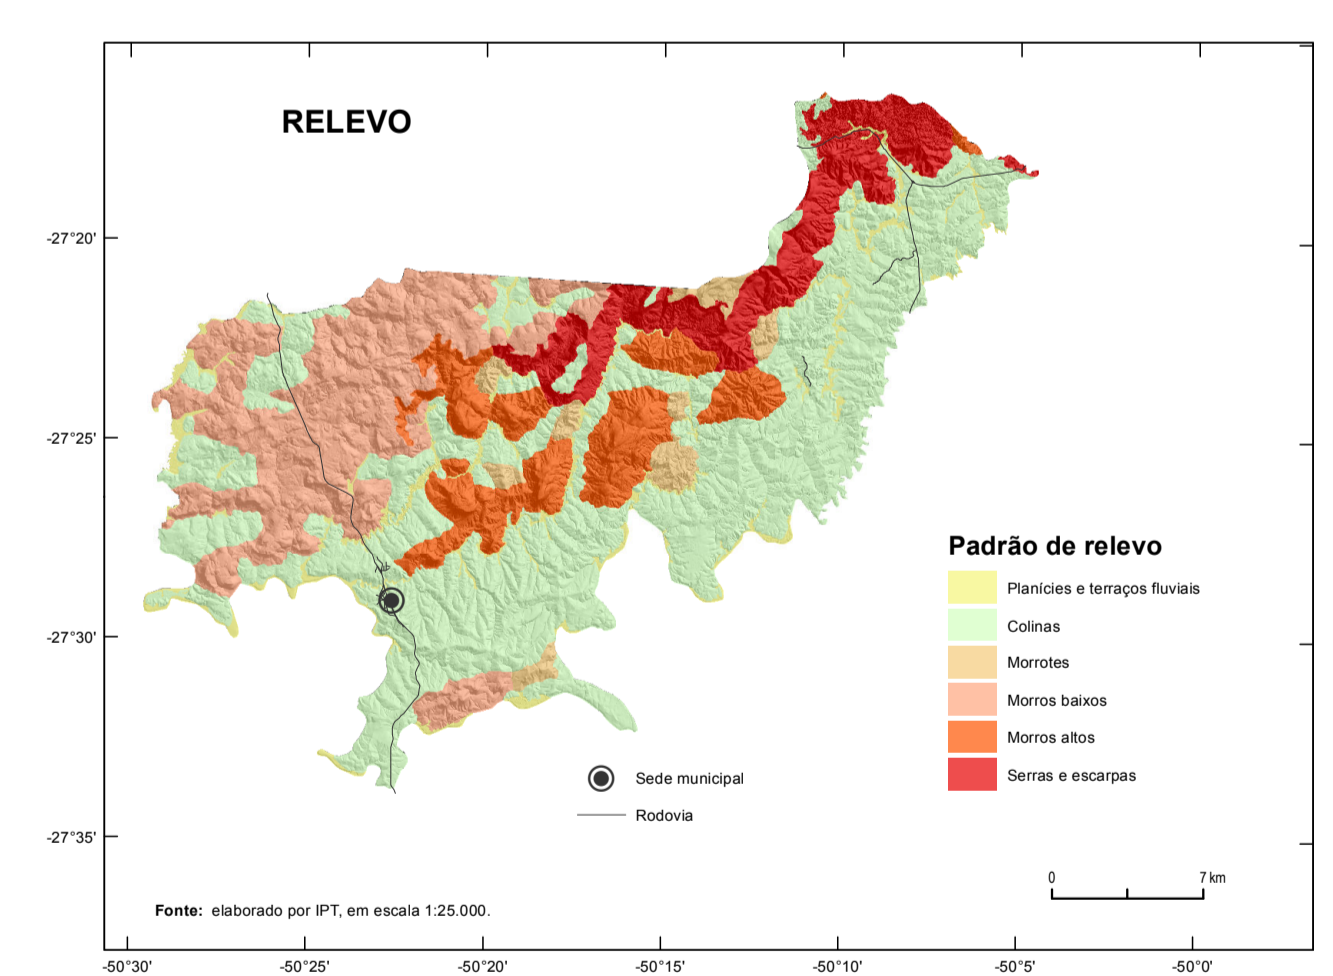 RELEVO
-27°20'
-27°25'
-27°30'
-27°35'
Padrão de relevo
Planícies e terraços fluviais
Colinas
Morrotes
Morros baixos
Morros altos
Serras e escarpas
Sede municipal
Rodovia
0 7 km
Fonte: elaborado por IPT, em escala 1:25.000.
-50°30' -50°25' -50°20' -50°15' -50°10' -50°5' -50°0'